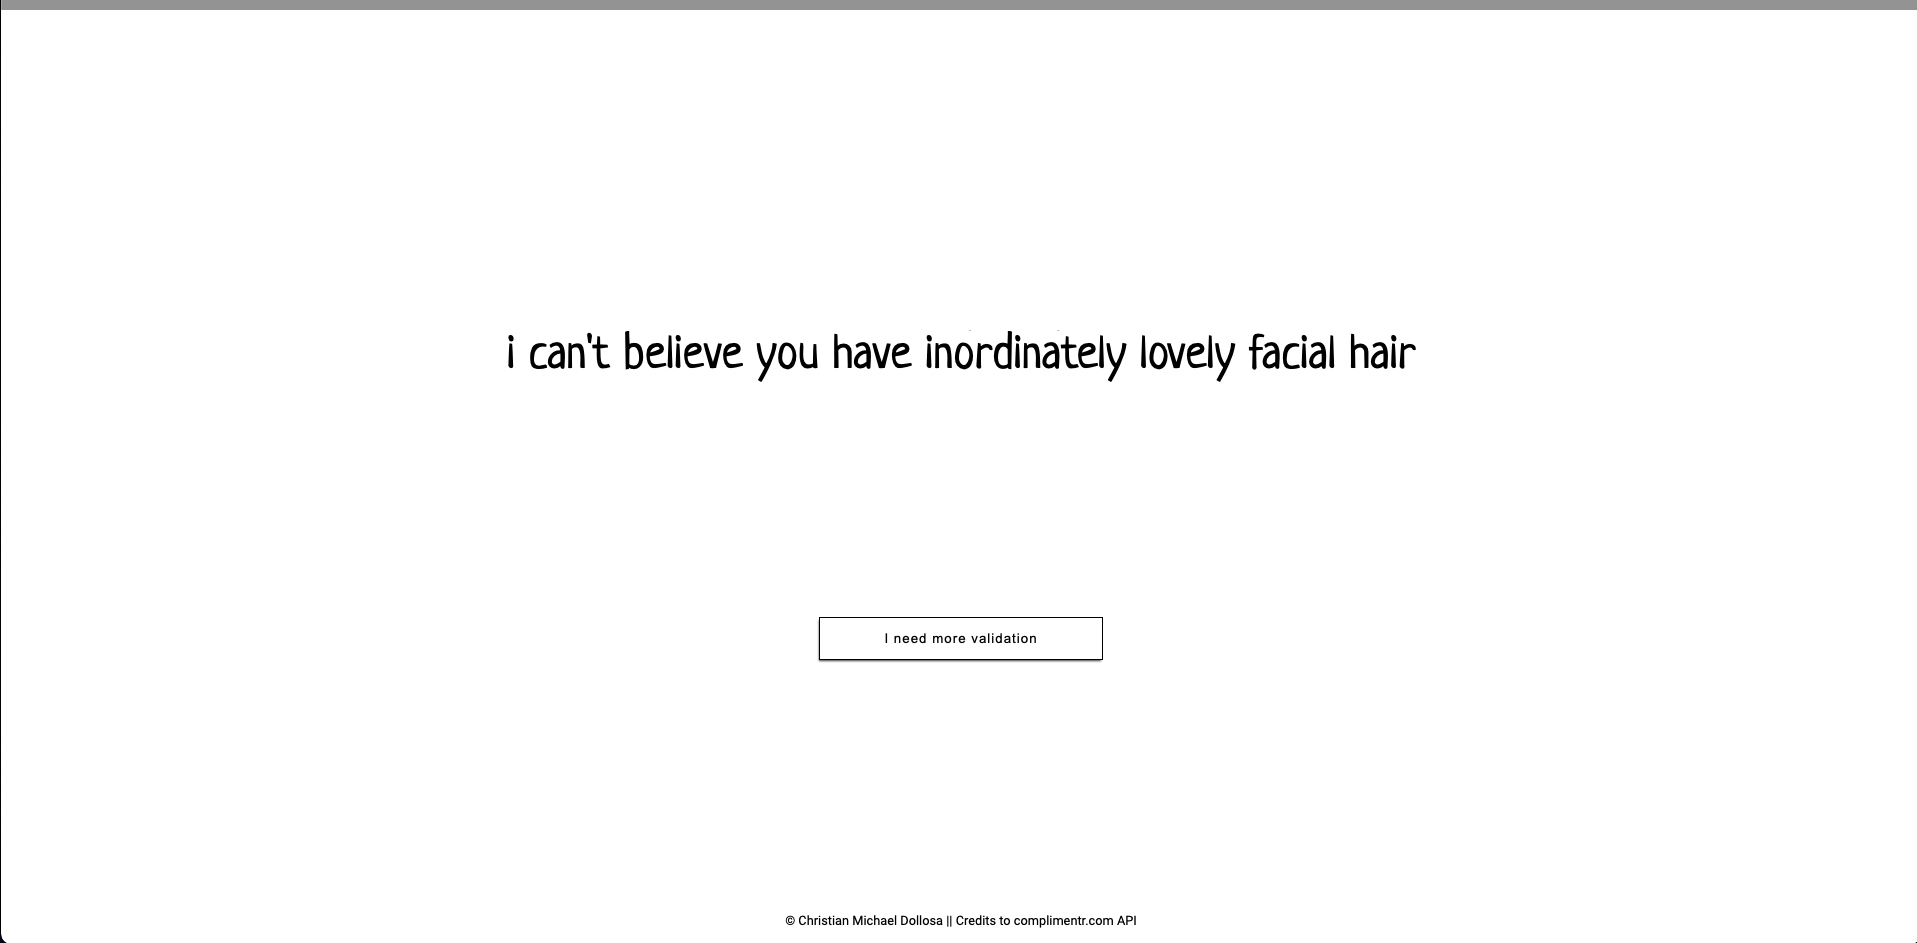 i can't believe you have inordinately lovely facial hair
I need more validation
© Christian Michael Dollosa || Credits to complimentr.com API